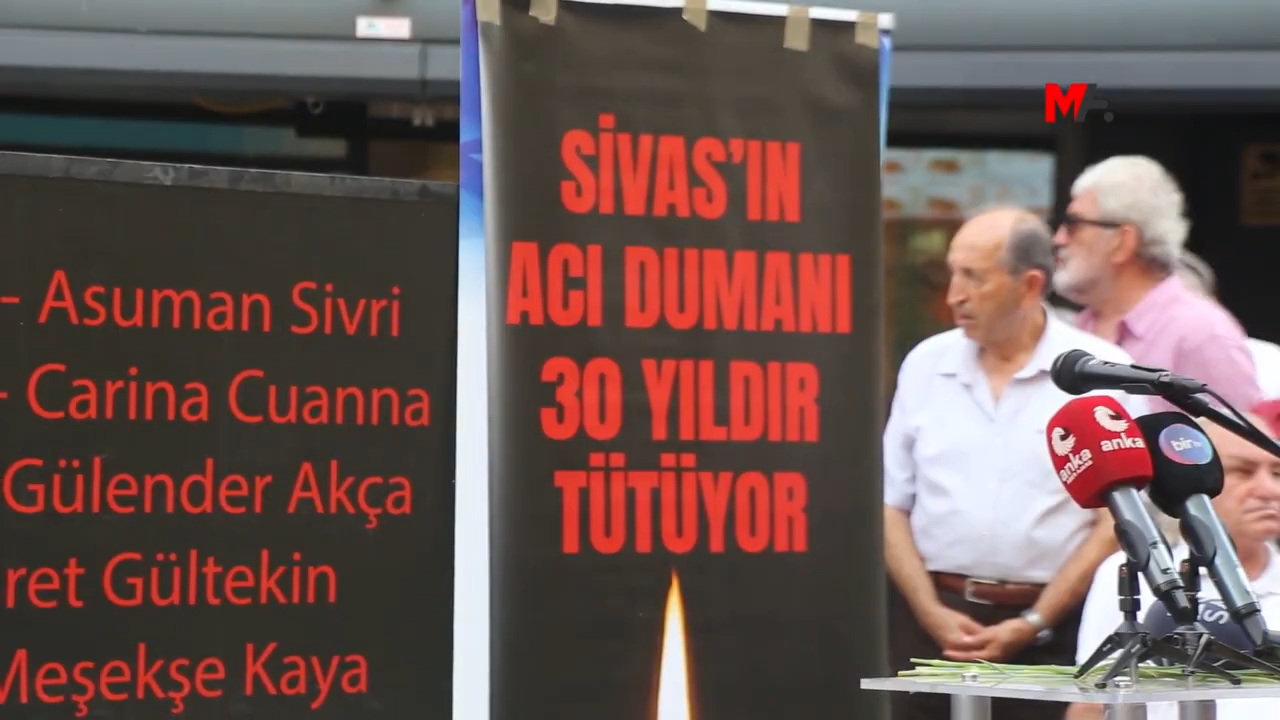 - Asuman Sivri
- Carina Cuanna
Gülender Akça
ret Gültekin
Meşekşe Kaya
SİVAS'IN
ACI DUMANI
30 YILDIR
TÜTÜYOR
MA.
anka
anka
bir